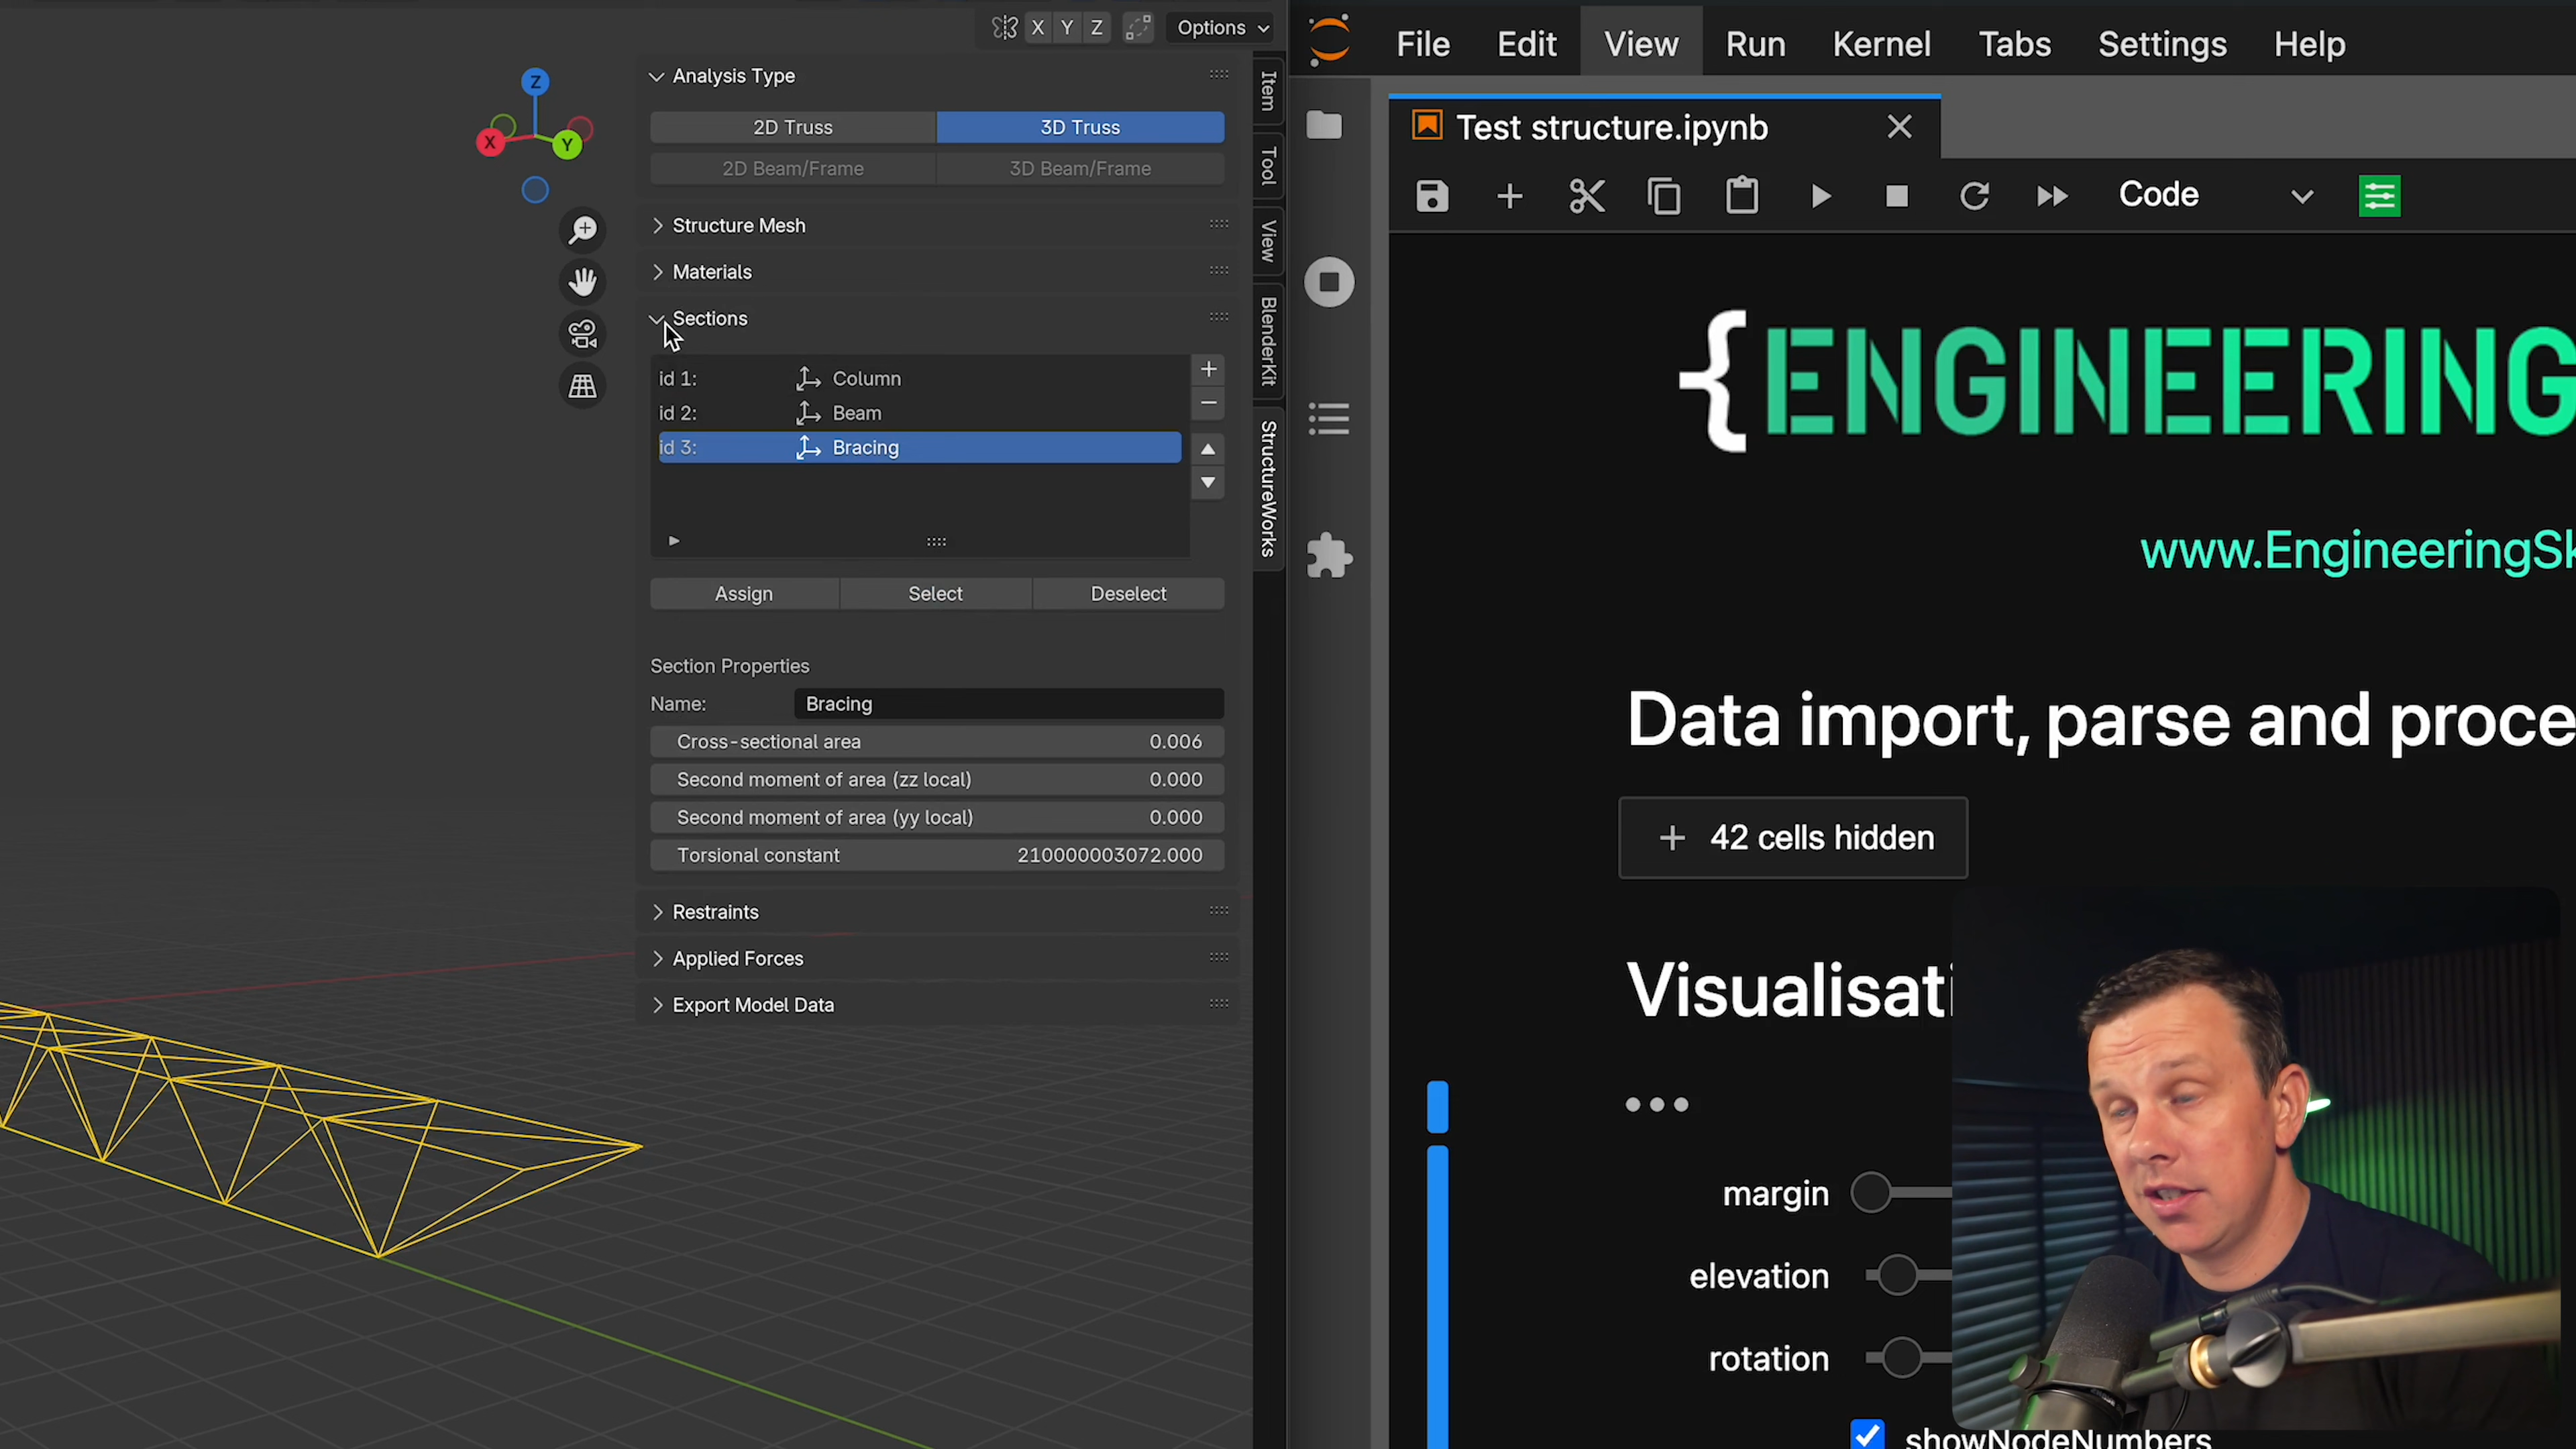 X Y Z Options
Analysis Type
2D Truss 3D Truss
2D Beam/Frame 3D Beam/Frame
Structure Mesh
Materials
Sections
id 1: Column
id 2: Beam
id 3: Bracing
Assign Select Deselect
Section Properties
Name: Bracing
Cross-sectional area 0.006
Second moment of area (zz local) 0.000
Second moment of area (yy local) 0.000
Torsional constant 210000003072.000
Restraints
Applied Forces
Export Model Data
Z
X
Y
Item
Tool
View
BlenderKit
StructureWorks
File Edit View Run Kernel Tabs Settings Help
Test structure.ipynb
Code
{ENGINEERING
www.EngineeringSk
Data import, parse and proce
42 cells hidden
Visualisati
margin
elevation
rotation
showNodeNumbers